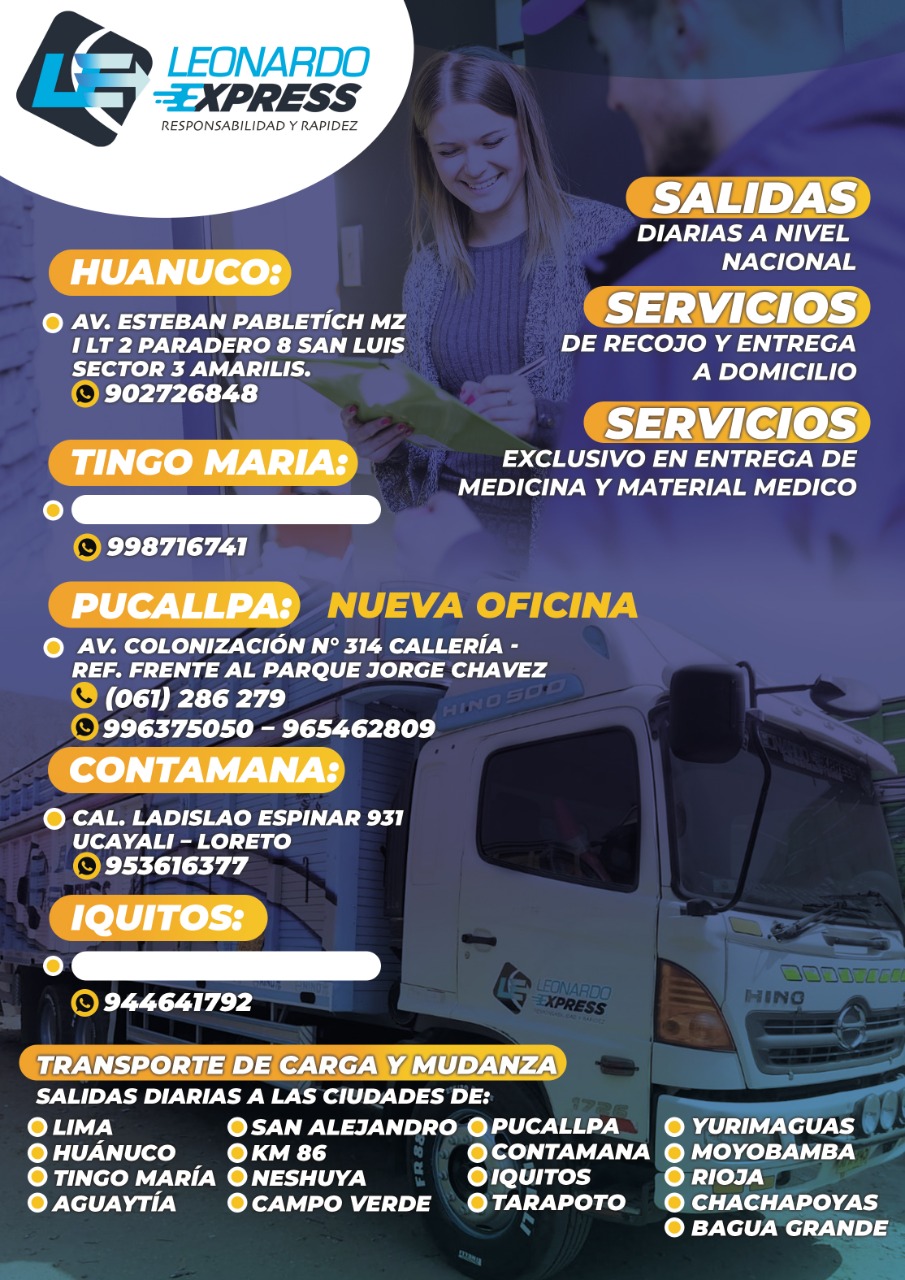 LE
LEONARDO
EXPRESS
RESPONSABILIDAD Y RAPIDEZ
SALIDAS
DIARIAS A NIVEL
NACIONAL
SERVICIOS
DE RECOJO Y ENTREGA
A DOMICILIO
SERVICIOS
EXCLUSIVO EN ENTREGA DE
MEDICINA Y MATERIAL MEDICO
HUANUCO:
AV. ESTEBAN PABLETÍCH MZ
I LT 2 PARADERO 8 SAN LUIS
SECTOR 3 AMARILIS.
902726848
TINGO MARIA:
998716741
PUCALLPA: NUEVA OFICINA
AV. COLONIZACIÓN N° 314 CALLERÍA -
REF. FRENTE AL PARQUE JORGE CHAVEZ
(061) 286 279
996375050 – 965462809
CONTAMANA:
CAL. LADISLAO ESPINAR 931
UCAYALI – LORETO
953616377
IQUITOS:
944641792
HINO 500
LE LEONARDO
EXPRESS
HINO
1726
TRANSPORTE DE CARGA Y MUDANZA
SALIDAS DIARIAS A LAS CIUDADES DE:
LIMA
HUÁNUCO
TINGO MARÍA
AGUAYTÍA
SAN ALEJANDRO
KM 86
NESHUYA
CAMPO VERDE
PUCALLPA
CONTAMANA
IQUITOS
TARAPOTO
YURIMAGUAS
MOYOBAMBA
RIOJA
CHACHAPOYAS
BAGUA GRANDE